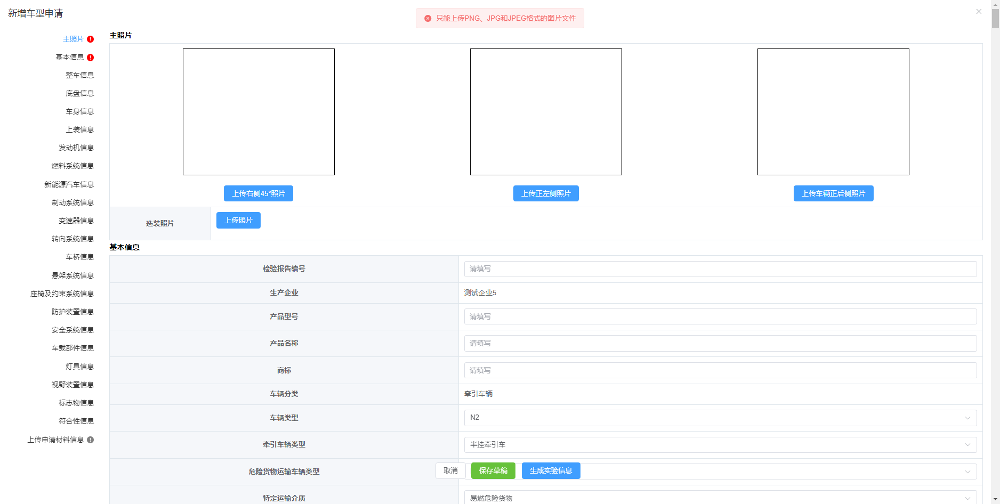 新增车型申请
只能上传PNG、JPG和JPEG格式的图片文件
主照片
基本信息
整车信息
底盘信息
车身信息
上装信息
发动机信息
燃料系统信息
新能源汽车信息
制动系统信息
变速器信息
转向系统信息
车桥信息
悬架系统信息
座椅及约束系统信息
防护装置信息
安全系统信息
车载部件信息
灯具信息
视野装置信息
标志物信息
符合性信息
上传申请材料信息
主照片
上传右侧45°照片
上传正左侧照片
上传车辆正后侧照片
选装照片
上传照片
基本信息
检验报告编号 请填写
生产企业 测试企业5
产品型号 请填写
产品名称 请填写
商标 请填写
车辆分类 牵引车辆
车辆类型 N2
牵引车辆类型 半挂牵引车
危险货物运输车辆类型
取消 保存草稿 生成实验信息
特定运输介质 易燃危险货物